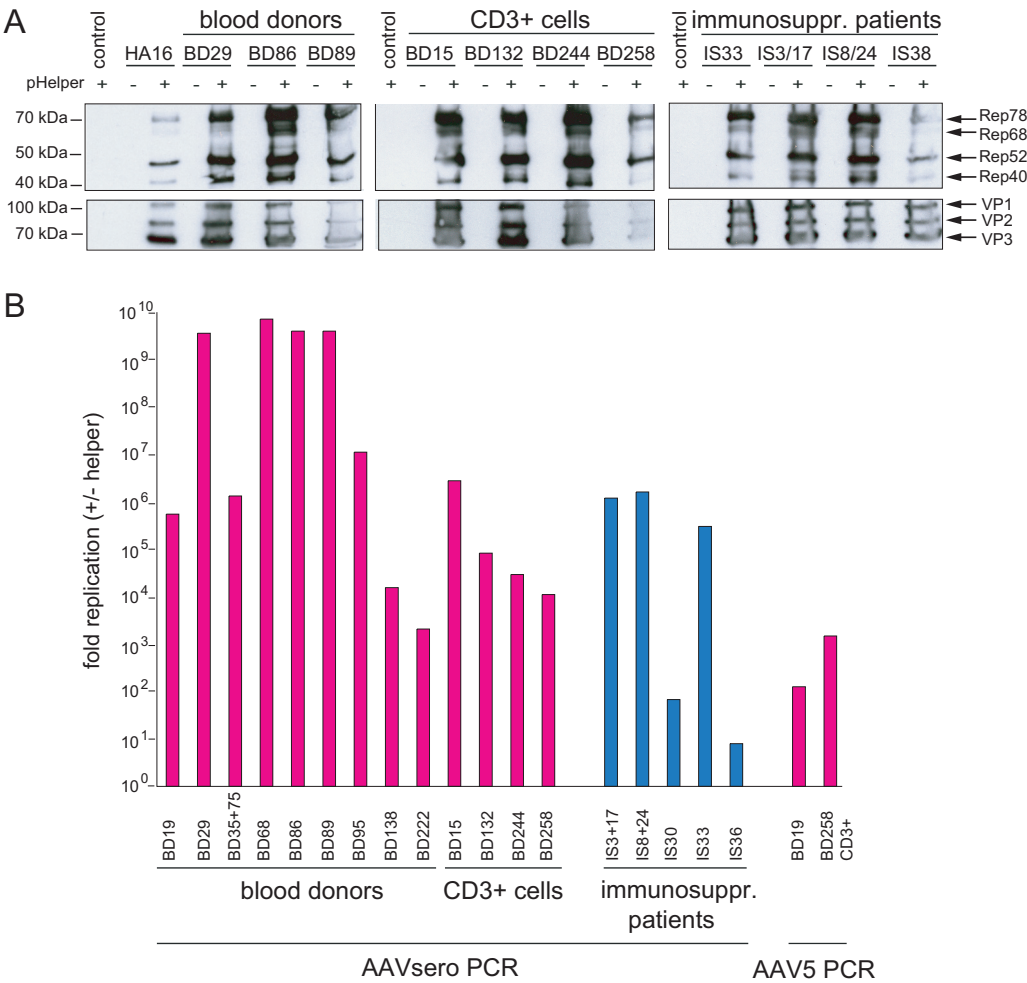 A
blood donors CD3+ cells immunosuppr. patients
control HA16 BD29 BD86 BD89 control BD15 BD132 BD244 BD258 control IS33 IS3/17 IS8/24 IS38
pHelper + - + - + - + - + + - + - + - + - + + - + - + - + - +
70 kDa
50 kDa
40 kDa
100 kDa
70 kDa
Rep78
Rep68
Rep52
Rep40
VP1
VP2
VP3
B
fold replication (+/- helper)
10^10
10^9
10^8
10^7
10^6
10^5
10^4
10^3
10^2
10^1
10^0
BD19 BD29 BD35+75 BD68 BD86 BD89 BD95 BD138 BD222 BD15 BD132 BD244 BD258 IS3+17 IS8+24 IS30 IS33 IS36 BD19 BD258 CD3+
blood donors CD3+ cells immunosuppr.
patients
AAVsero PCR AAV5 PCR